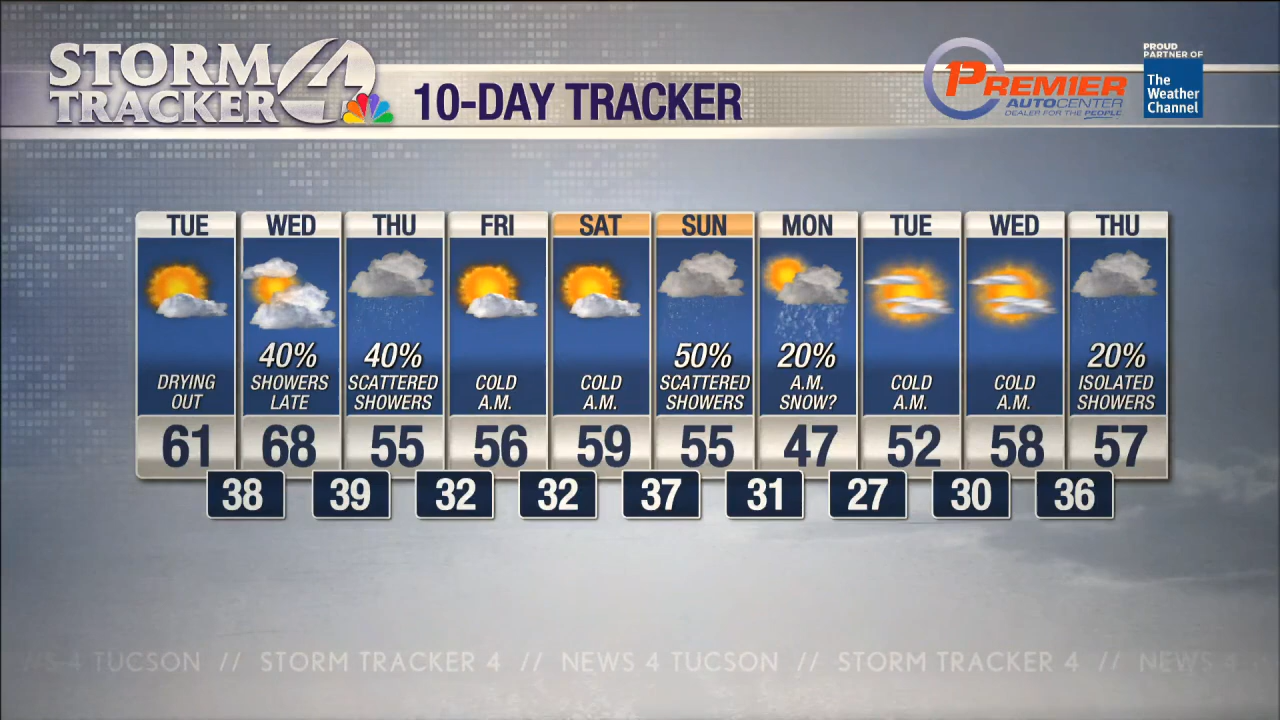 STORM
TRACKER 4
10-DAY TRACKER
PREMIER
AUTOCENTER
DEALER FOR THE PEOPLE
PROUD
PARTNER OF
The
Weather
Channel
TUE WED THU FRI SAT SUN MON TUE WED THU
40% 40% 50% 20% 20%
DRYING SHOWERS SCATTERED COLD COLD SCATTERED A.M. COLD COLD ISOLATED
OUT LATE SHOWERS A.M. A.M. SHOWERS SNOW? A.M. A.M. SHOWERS
61 68 55 56 59 55 47 52 58 57
38 39 32 32 37 31 27 30 36
S 4 TUCSON // STORM TRACKER 4 // NEWS 4 TUCSON // STORM TRACKER 4 // NEWS 4